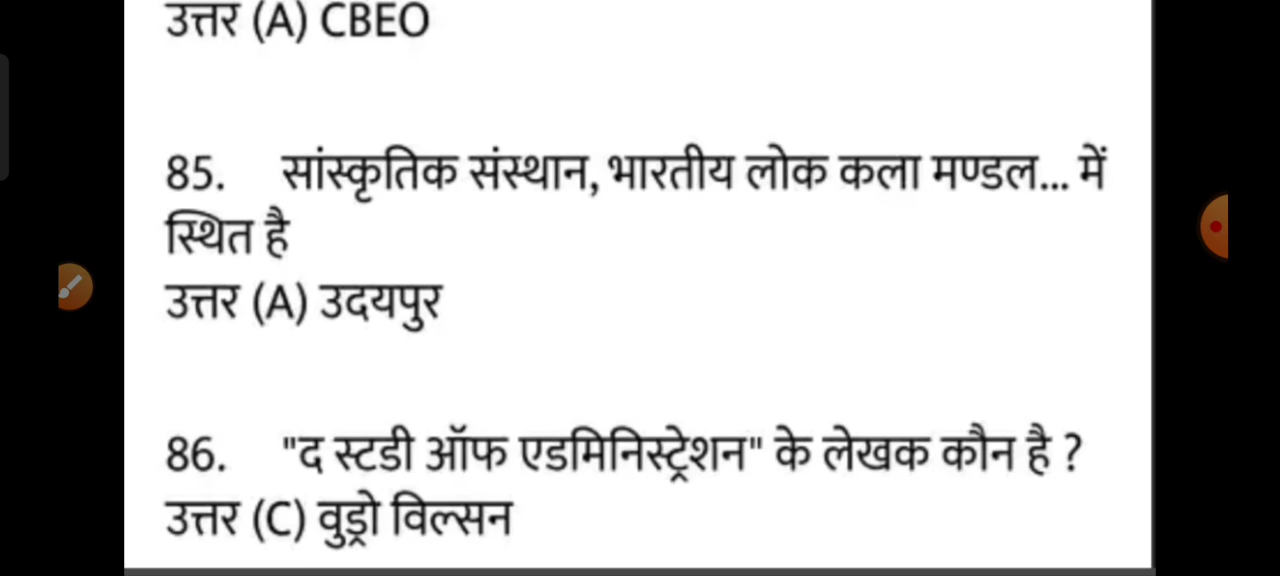 उत्तर (A) CBEO
85. सांस्कृतिक संस्थान, भारतीय लोक कला मण्डल... में
स्थित है
उत्तर (A) उदयपुर
86. "द स्टडी ऑफ एडमिनिस्ट्रेशन" के लेखक कौन है ?
उत्तर (C) वुड्रो विल्सन